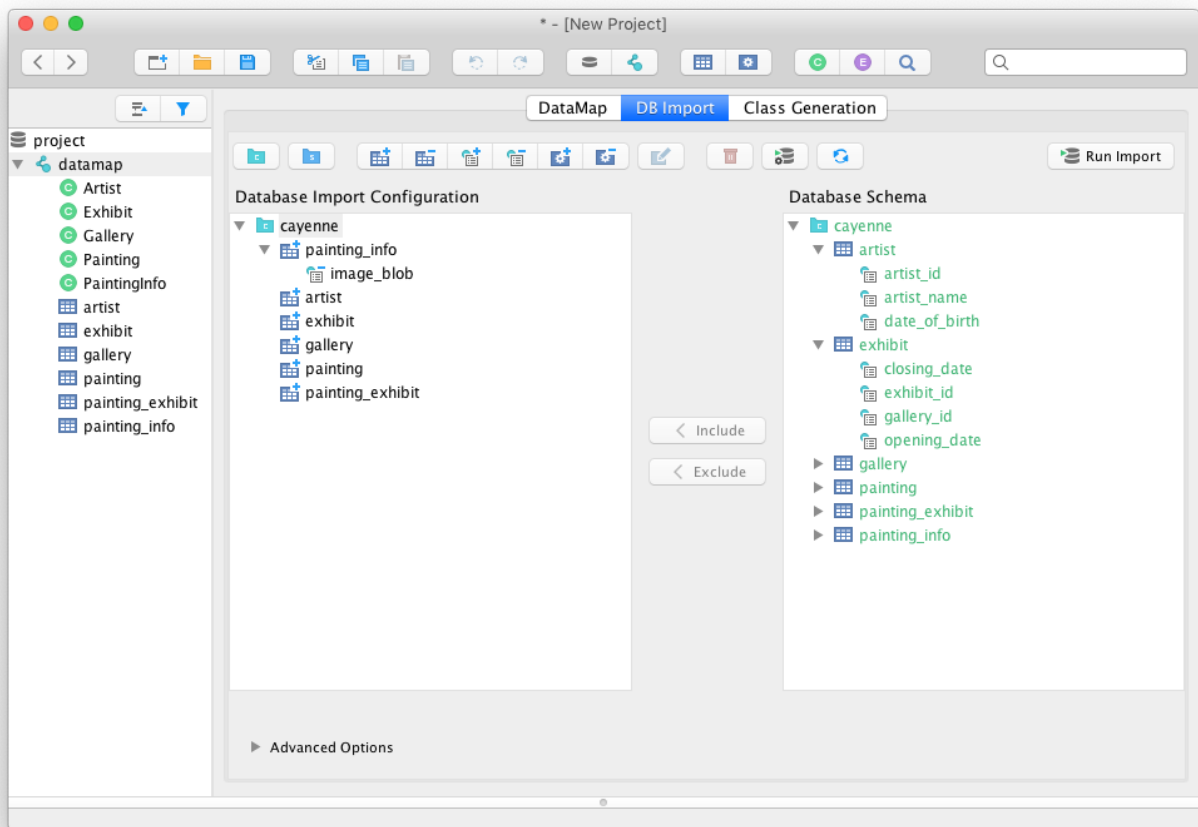 * - [New Project]
DataMap DB Import Class Generation
project
datamap
Artist
Exhibit
Gallery
Painting
PaintingInfo
artist
exhibit
gallery
painting
painting_exhibit
painting_info
Run Import
Database Import Configuration
cayenne
painting_info
image_blob
artist
exhibit
gallery
painting
painting_exhibit
Include
Exclude
Database Schema
cayenne
artist
artist_id
artist_name
date_of_birth
exhibit
closing_date
exhibit_id
gallery_id
opening_date
gallery
painting
painting_exhibit
painting_info
Advanced Options